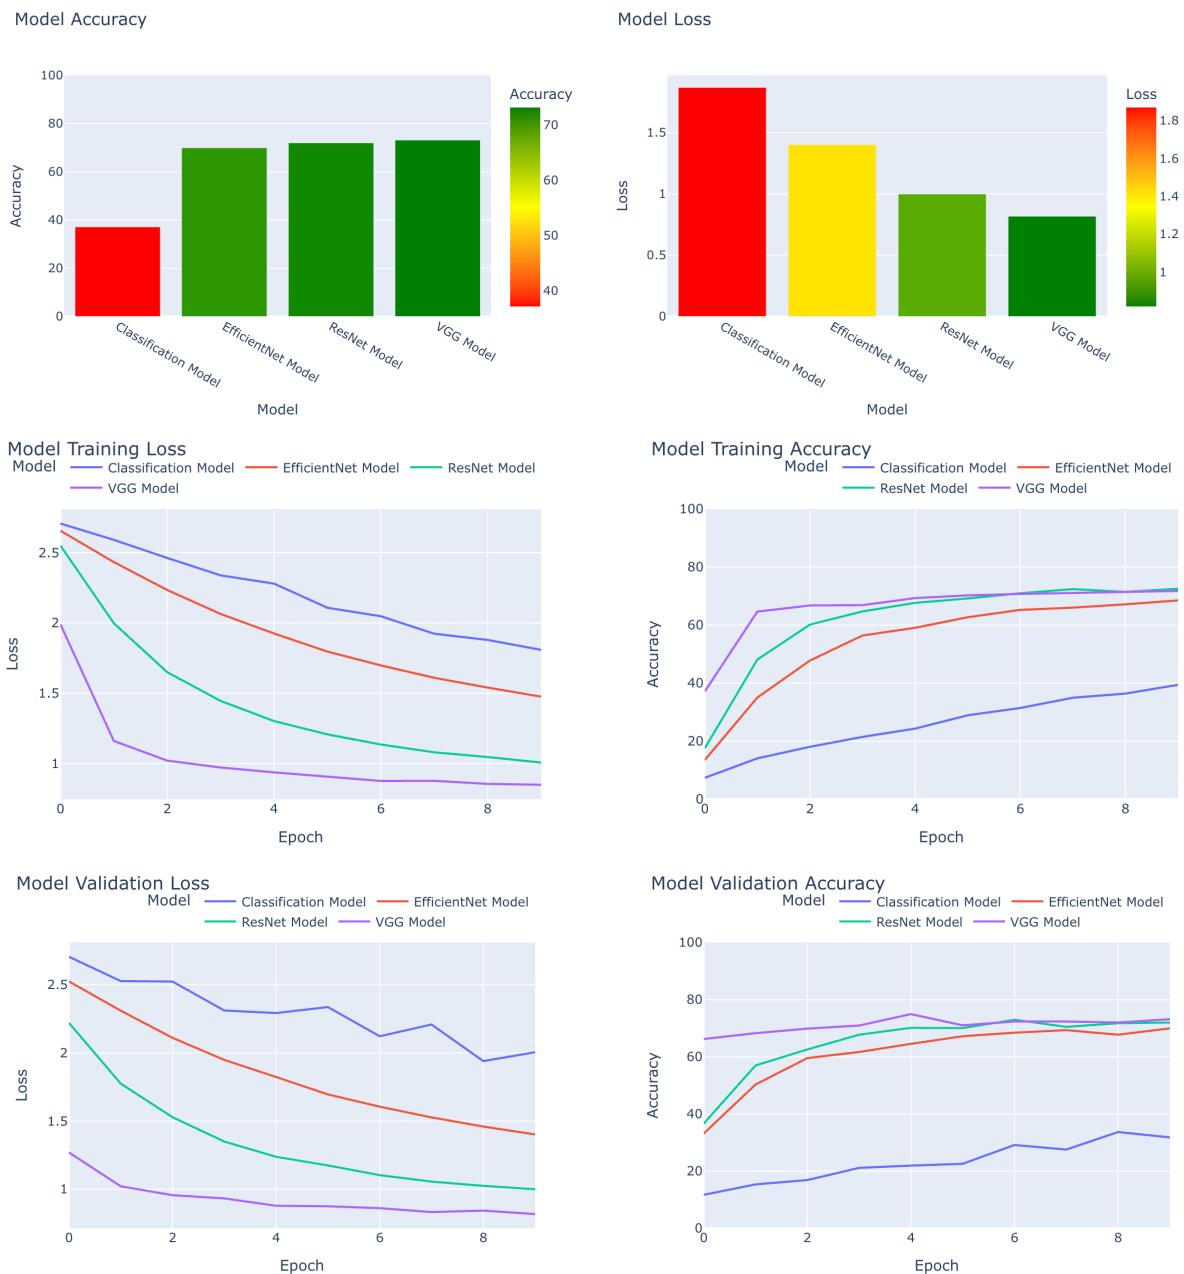 Model Accuracy
100
80
60
40
20
0
Accuracy
Classification Model
EfficientNet Model
ResNet Model
VGG Model
Model
Accuracy
70
60
50
40
Model Loss
1.5
1
0.5
0
Loss
Classification Model
EfficientNet Model
ResNet Model
VGG Model
Model
Loss
1.8
1.6
1.4
1.2
1
Model Training Loss
Model Classification Model EfficientNet Model ResNet Model
VGG Model
2.5
2
1.5
1
Loss
0 2 4 6 8
Epoch
Model Training Accuracy
Model Classification Model EfficientNet Model
ResNet Model VGG Model
100
80
60
40
20
0
Accuracy
0 2 4 6 8
Epoch
Model Validation Loss
Model Classification Model EfficientNet Model
ResNet Model VGG Model
2.5
2
1.5
1
Loss
0 2 4 6 8
Epoch
Model Validation Accuracy
Model Classification Model EfficientNet Model
ResNet Model VGG Model
100
80
60
40
20
0
Accuracy
0 2 4 6 8
Epoch